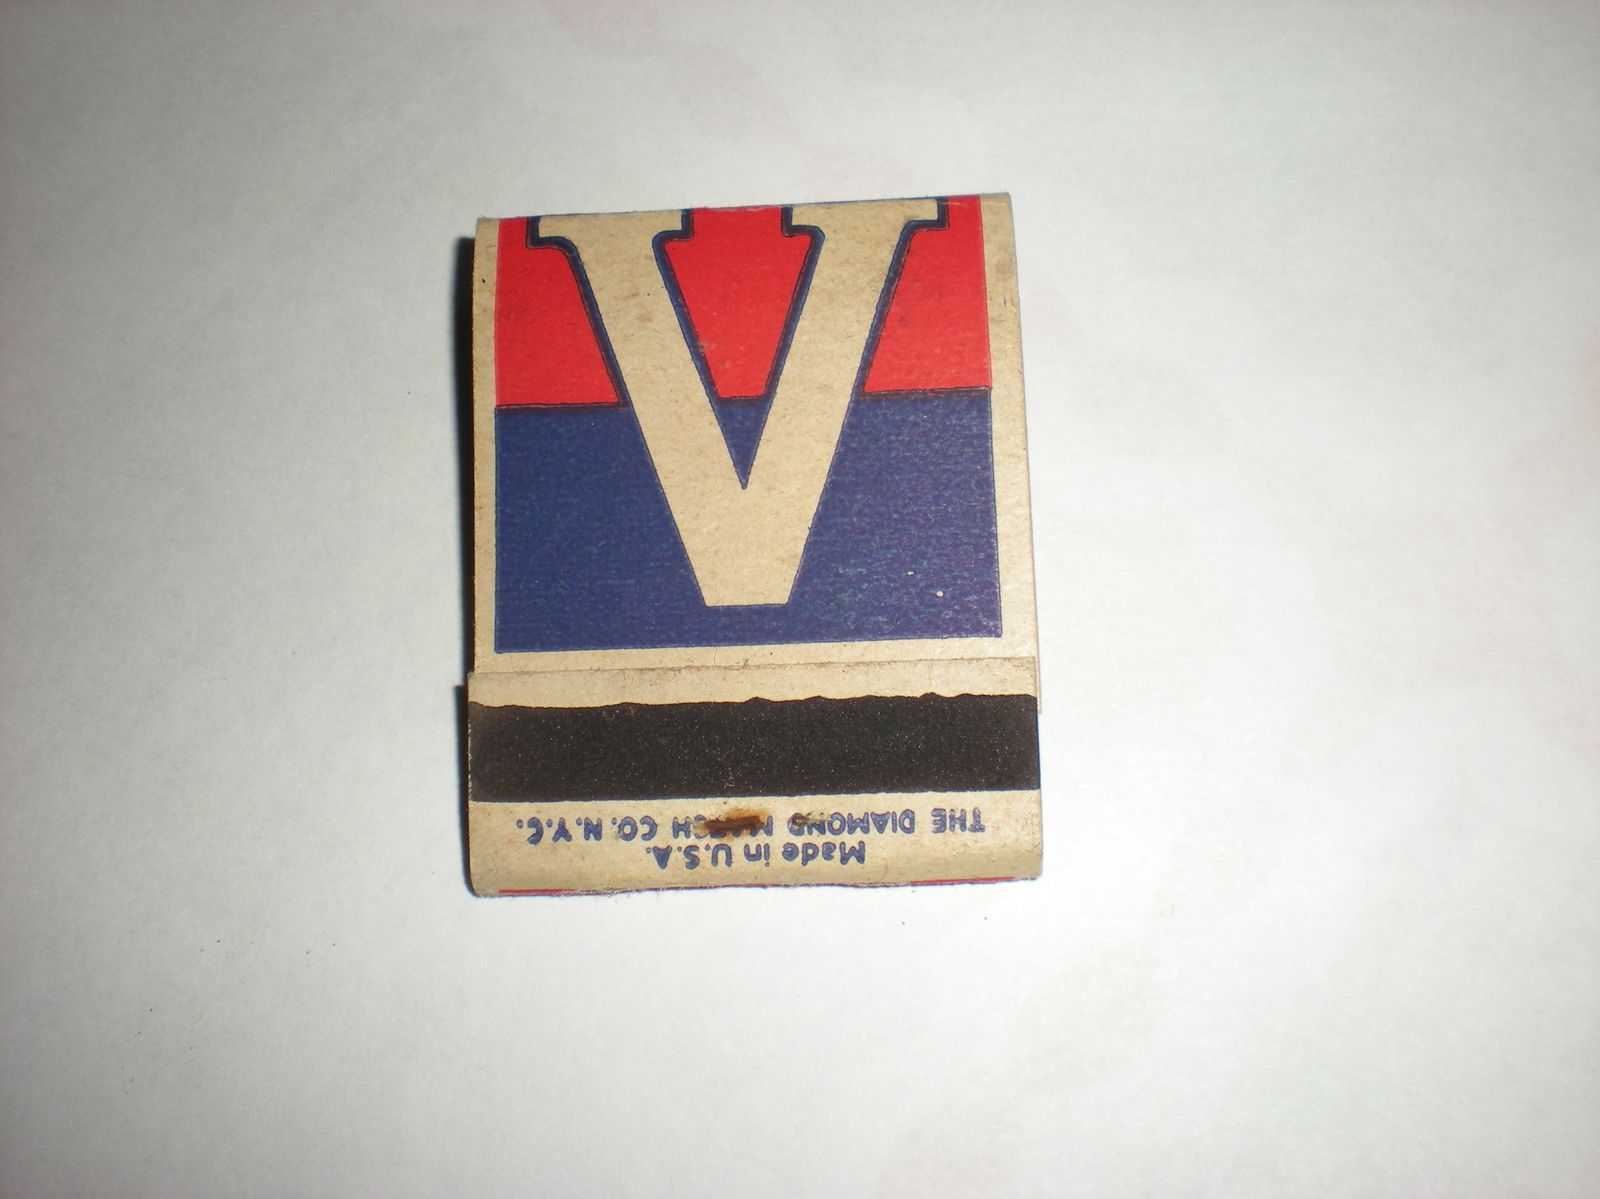 V
Made in U.S.A.
THE DIAMOND MATCH CO. N.Y.C.